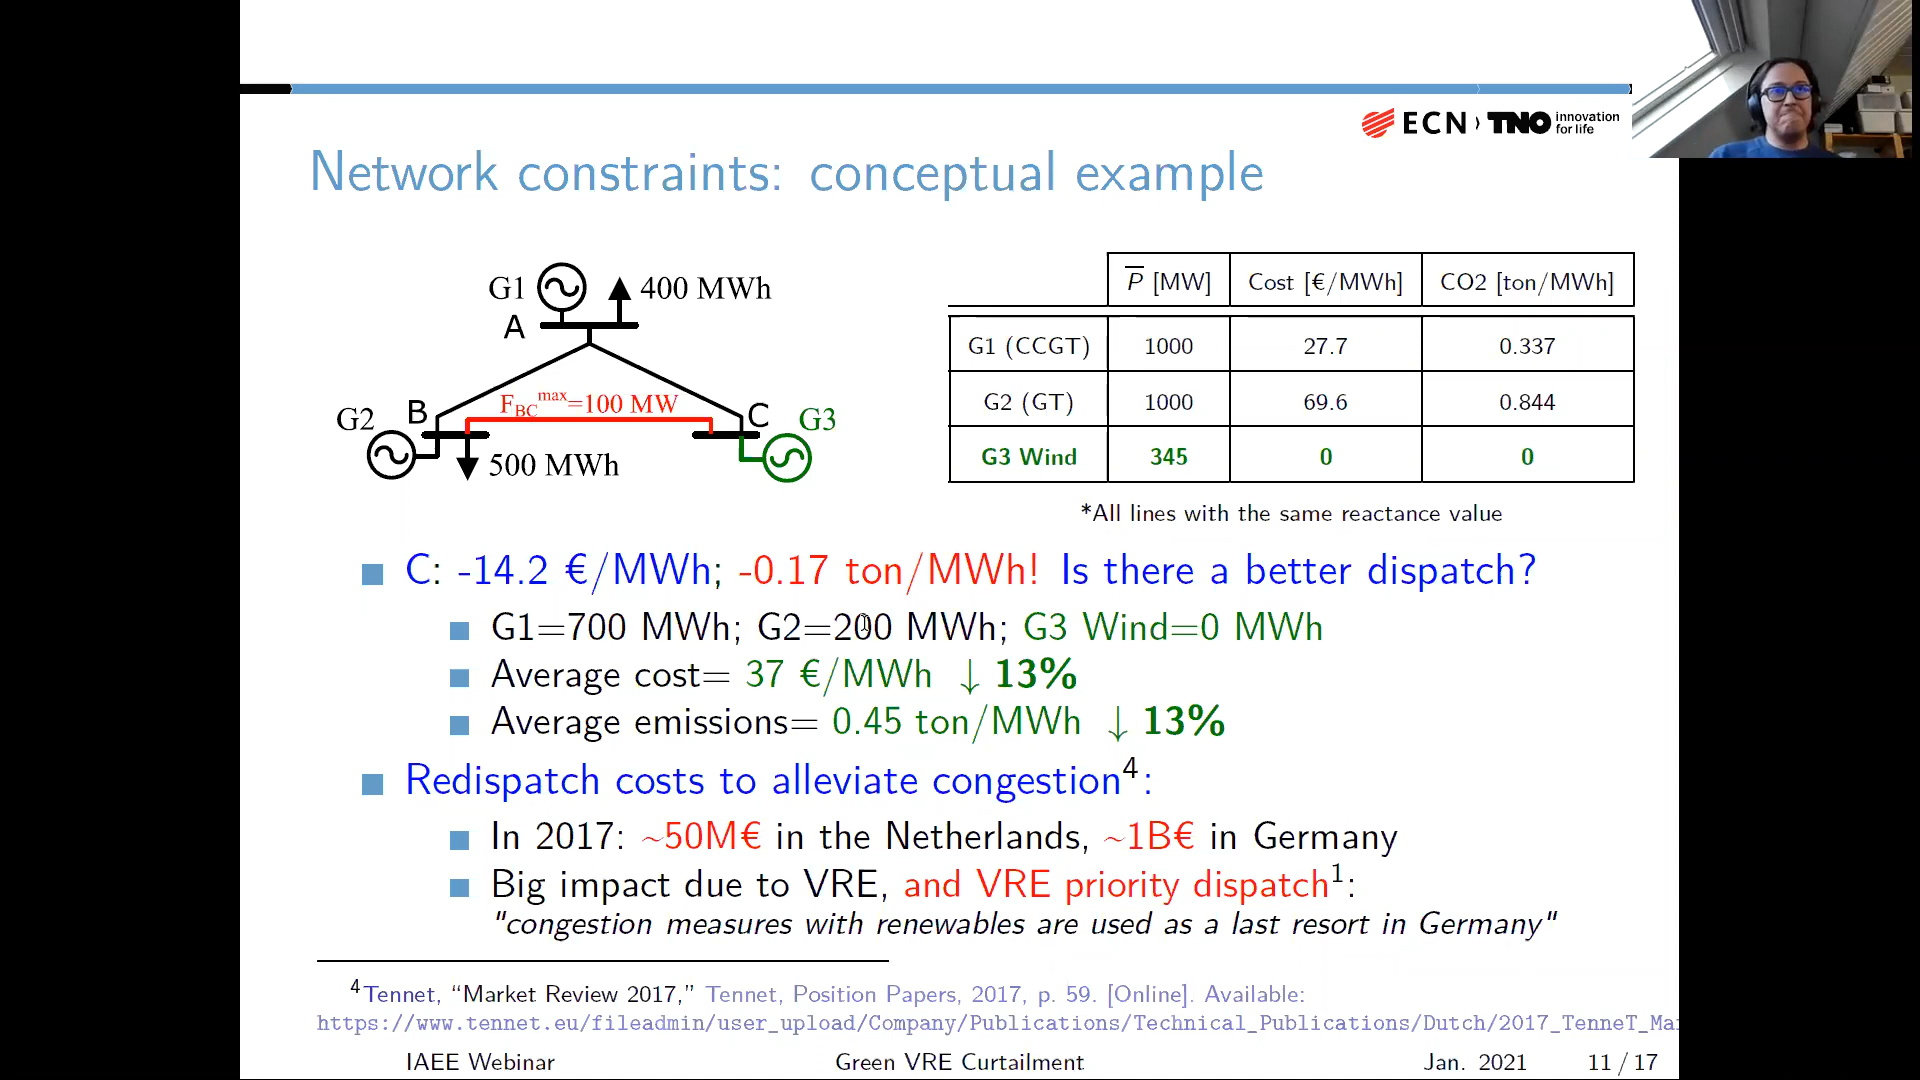 ECN › TNO innovation for life
Network constraints: conceptual example
G1 400 MWh
A
G2 B F_BC^max=100 MW C G3
500 MWh
P̅ [MW] Cost [€/MWh] CO2 [ton/MWh]
G1 (CCGT) 1000 27.7 0.337
G2 (GT) 1000 69.6 0.844
G3 Wind 345 0 0
*All lines with the same reactance value
C: -14.2 €/MWh; -0.17 ton/MWh! Is there a better dispatch?
G1=700 MWh; G2=200 MWh; G3 Wind=0 MWh
Average cost= 37 €/MWh ↓ 13%
Average emissions= 0.45 ton/MWh ↓ 13%
Redispatch costs to alleviate congestion⁴:
In 2017: ~50M€ in the Netherlands, ~1B€ in Germany
Big impact due to VRE, and VRE priority dispatch¹:
"congestion measures with renewables are used as a last resort in Germany"
⁴Tennet, “Market Review 2017,” Tennet, Position Papers, 2017, p. 59. [Online]. Available:
https://www.tennet.eu/fileadmin/user_upload/Company/Publications/Technical_Publications/Dutch/2017_TenneT_Ma
IAEE Webinar Green VRE Curtailment Jan. 2021 11 / 17